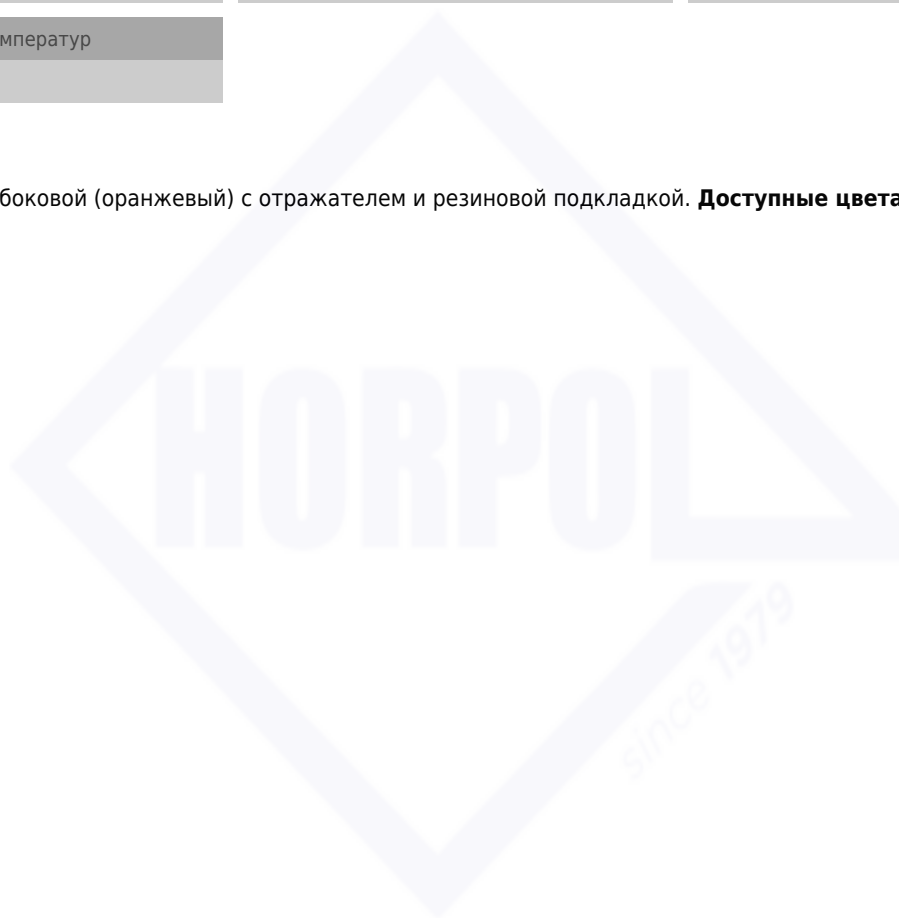 мператур
боковой (оранжевый) с отражателем и резиновой подкладкой. Доступные цвета
HORPOL
since 1979